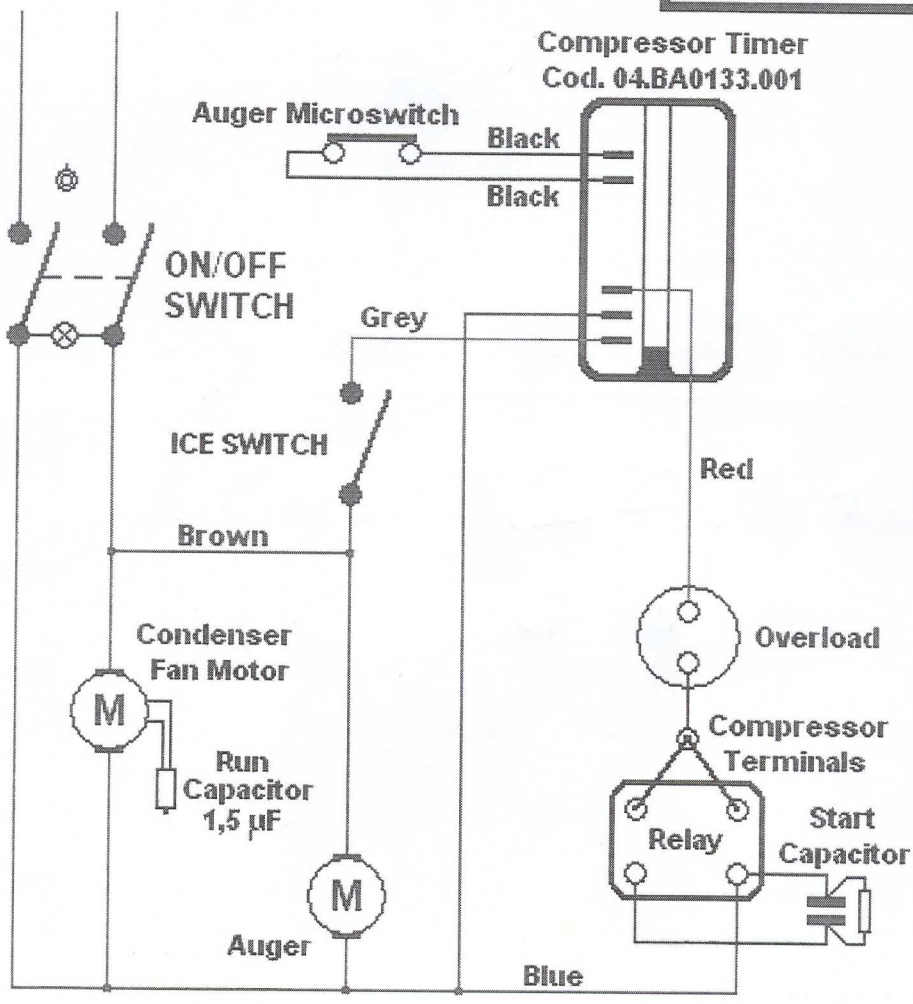 Compressor Timer
Cod. 04.BA0133.001
Auger Microswitch
Black
Black
ON/OFF
SWITCH
Grey
ICE SWITCH
Red
Brown
Condenser
Fan Motor
Overload
M
Compressor
Terminals
Run
Capacitor
1,5 µF
Relay
Start
Capacitor
M
Auger
Blue